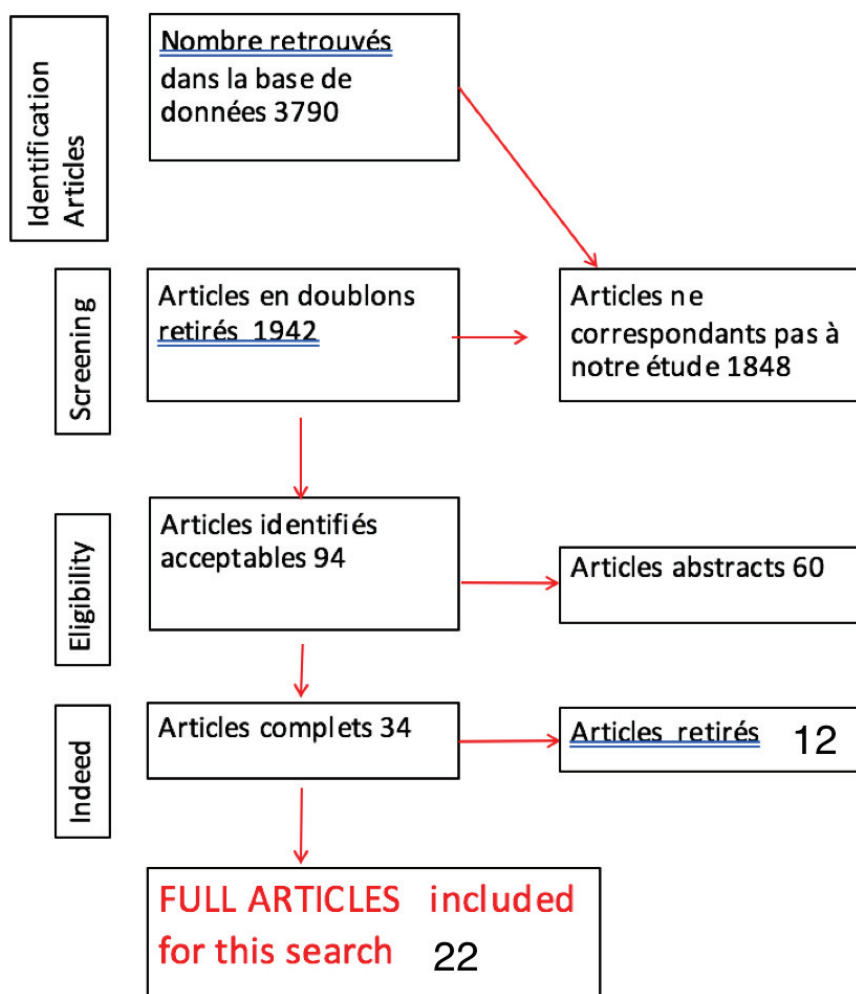 Identification
Articles
Nombre retrouvés
dans la base de
données 3790
Screening
Articles en doublons
retirés 1942
Articles ne
correspondants pas à
notre étude 1848
Eligibility
Articles identifiés
acceptables 94
Articles abstracts 60
Indeed
Articles complets 34
Articles retirés 12
FULL ARTICLES included
for this search 22